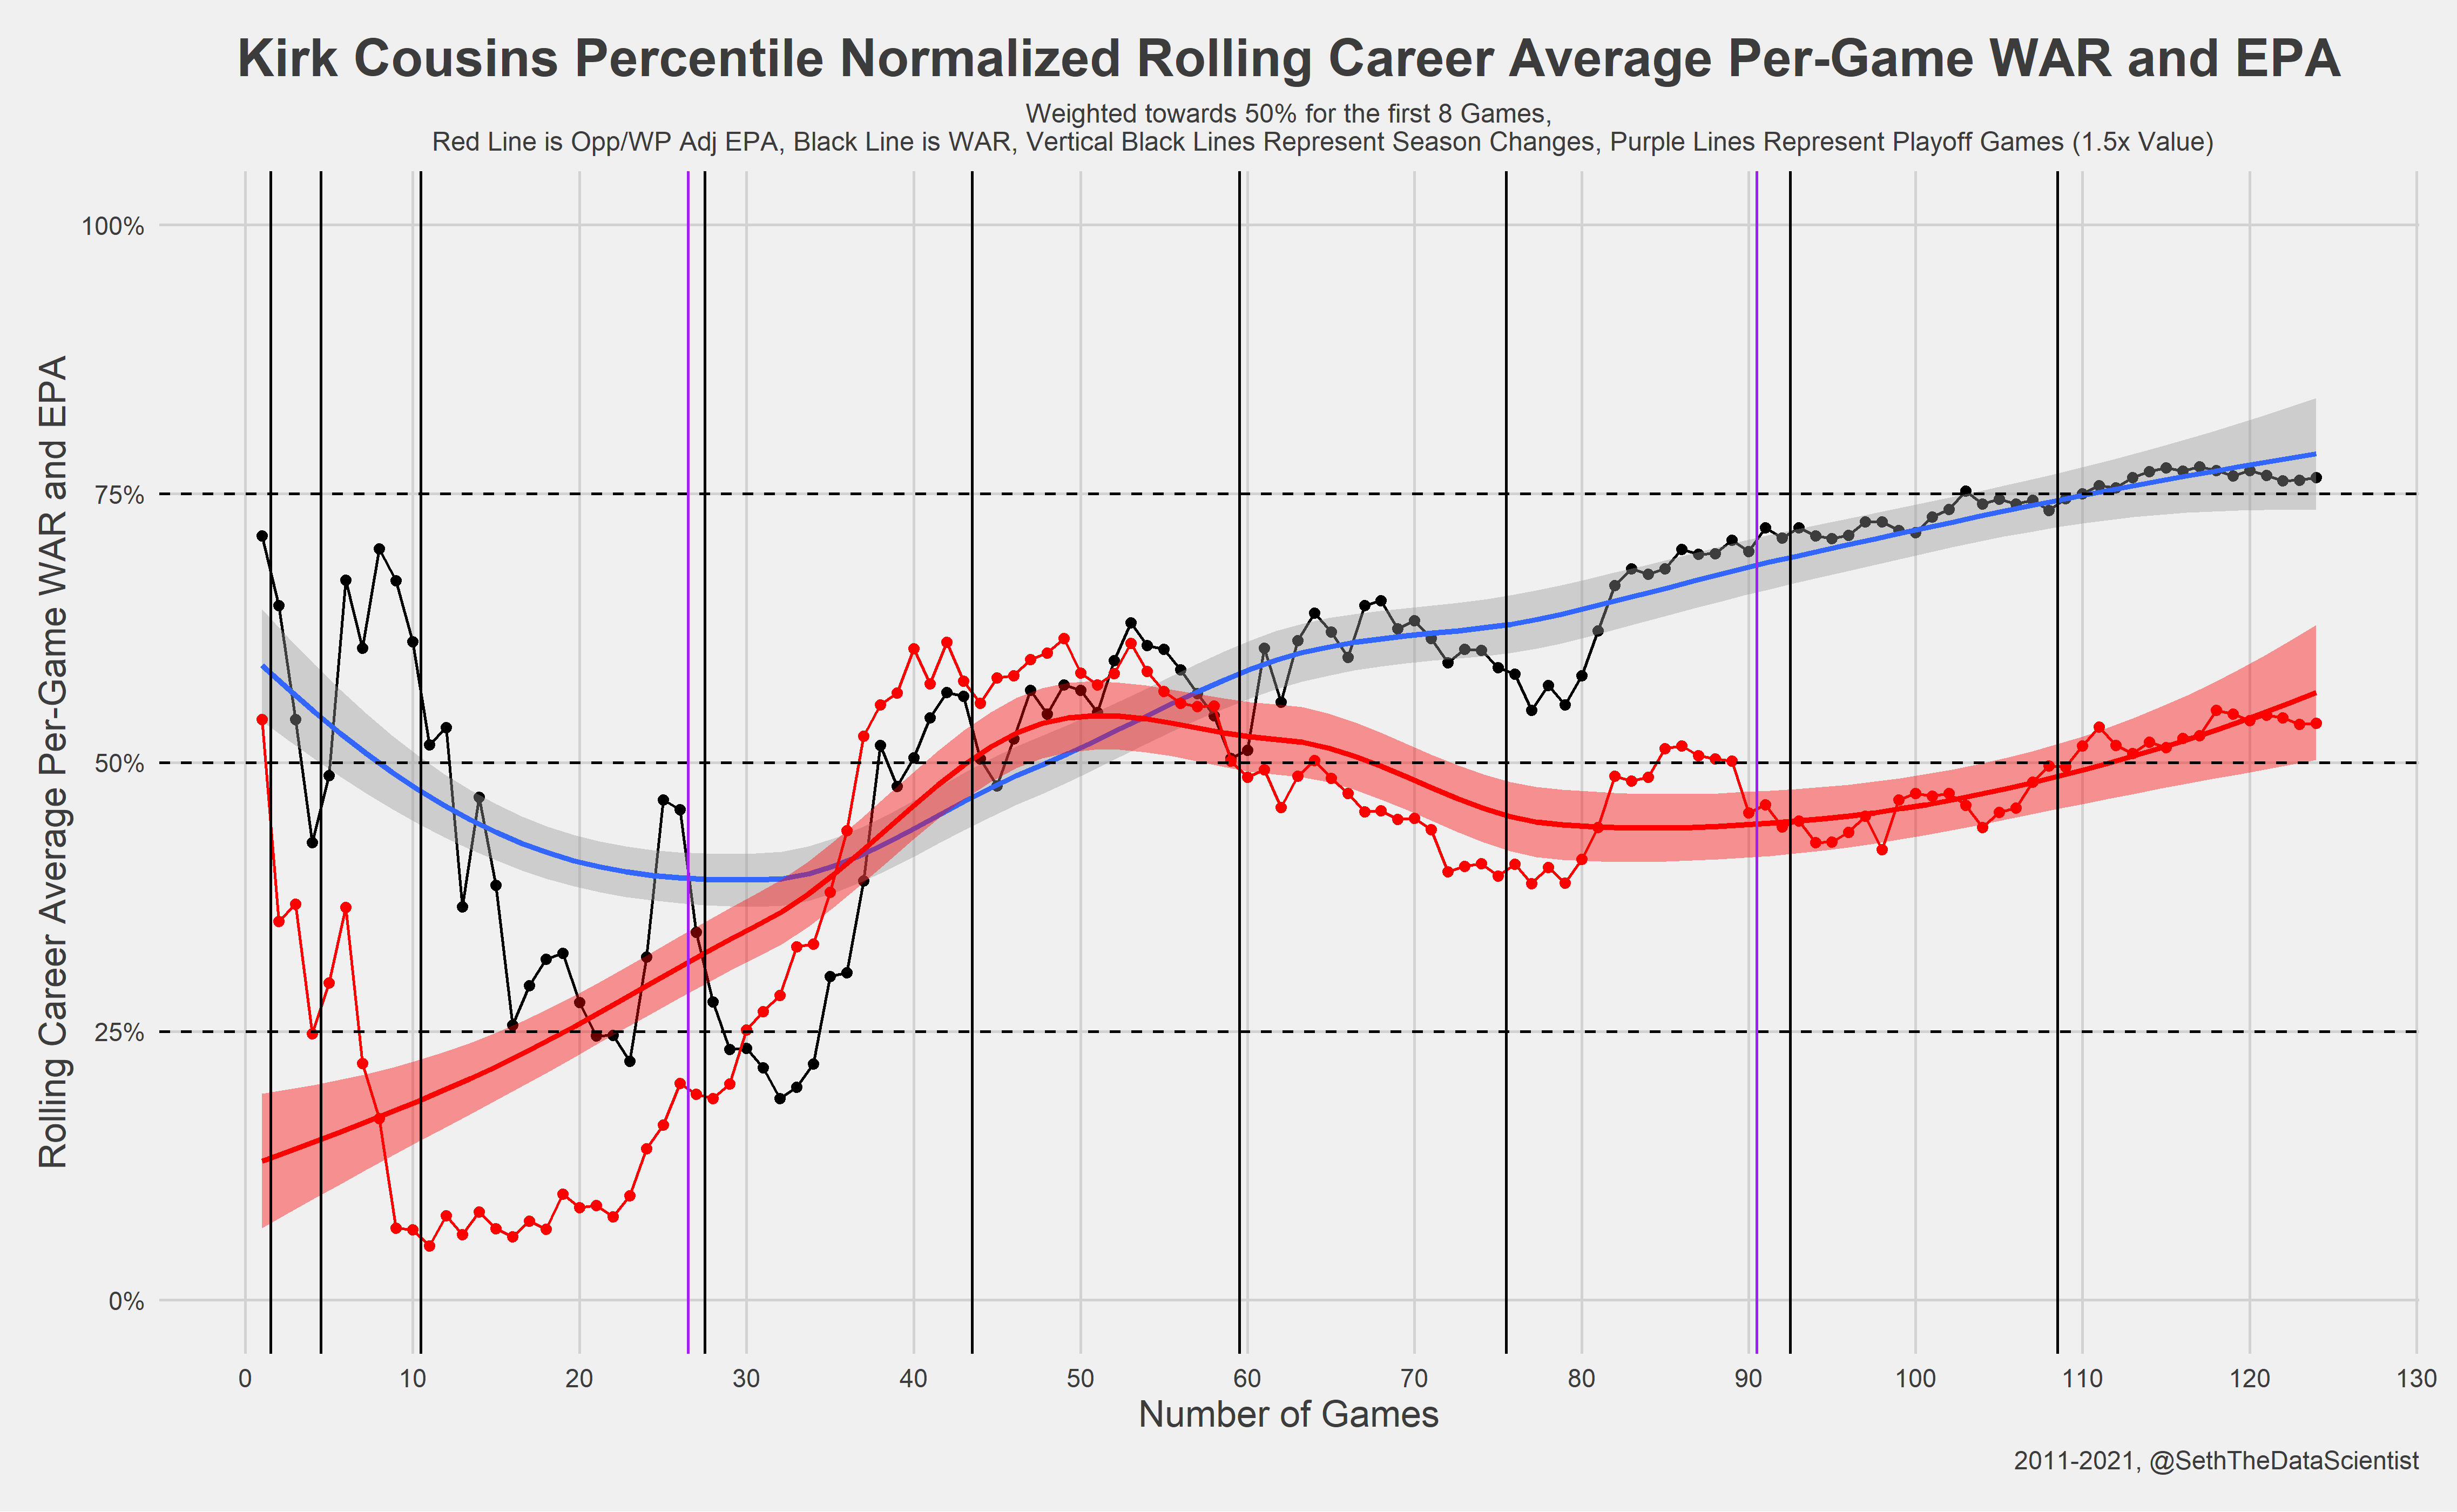 Kirk Cousins Percentile Normalized Rolling Career Average Per-Game WAR and EPA
Weighted towards 50% for the first 8 Games,
Red Line is Opp/WP Adj EPA, Black Line is WAR, Vertical Black Lines Represent Season Changes, Purple Lines Represent Playoff Games (1.5x Value)
Rolling Career Average Per-Game WAR and EPA
100%
75%
50%
25%
0%
0 10 20 30 40 50 60 70 80 90 100 110 120 130
Number of Games
2011-2021, @SethTheDataScientist